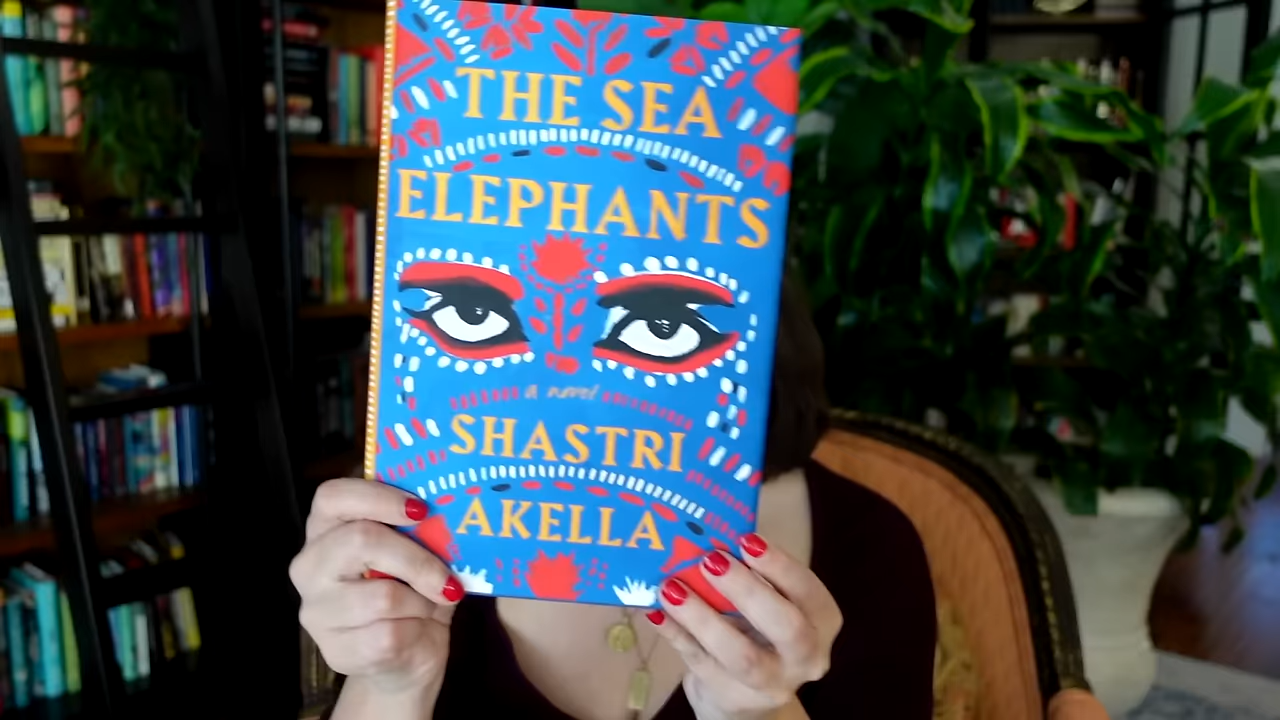 THE SEA
ELEPHANTS
a novel
SHASTRI
AKELLA